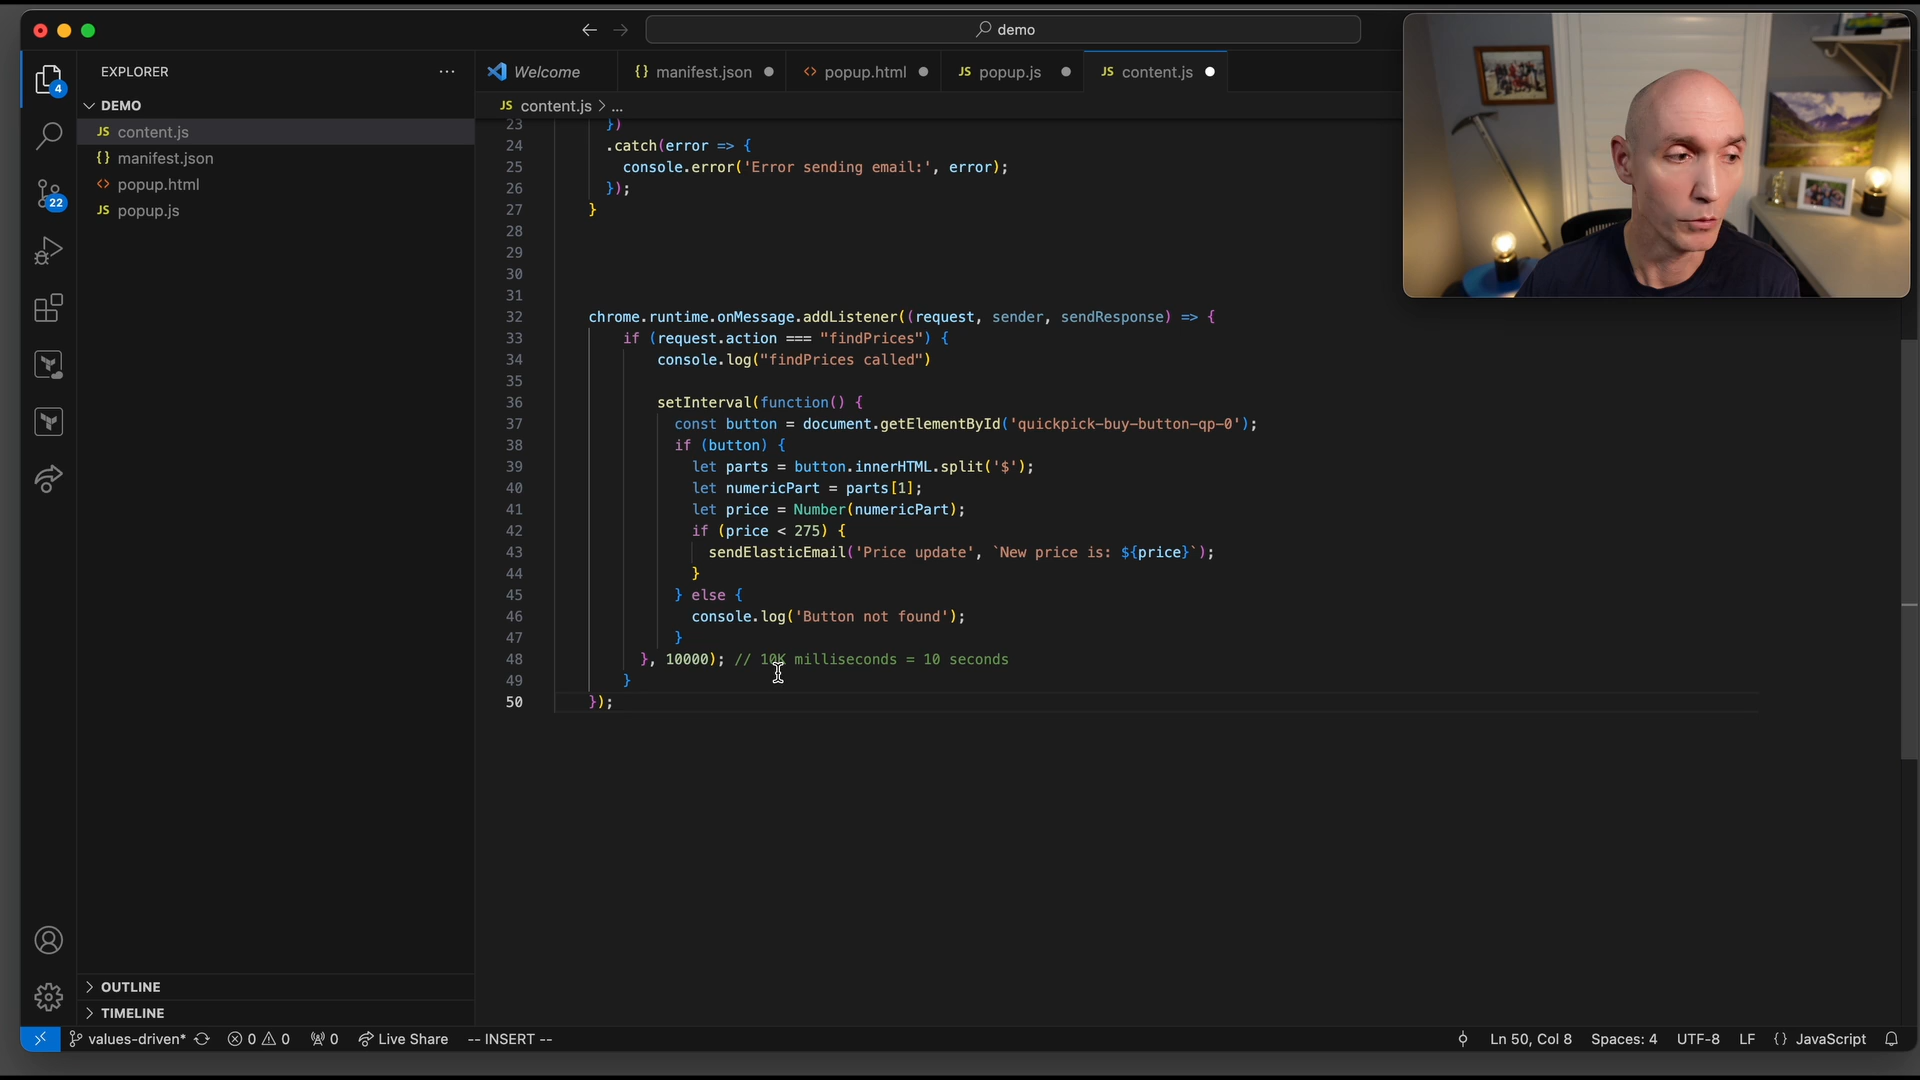 demo
EXPLORER
Welcome
{} manifest.json
<> popup.html
JS popup.js
JS content.js
DEMO
JS content.js > ...
JS content.js
{} manifest.json
<> popup.html
JS popup.js
4
22
23 })
24 .catch(error => {
25 console.error('Error sending email:', error);
26 });
27 }
28
29
30
31
32 chrome.runtime.onMessage.addListener((request, sender, sendResponse) => {
33 if (request.action === "findPrices") {
34 console.log("findPrices called")
35
36 setInterval(function() {
37 const button = document.getElementById('quickpick-buy-button-qp-0');
38 if (button) {
39 let parts = button.innerHTML.split('$');
40 let numericPart = parts[1];
41 let price = Number(numericPart);
42 if (price < 275) {
43 sendElasticEmail('Price update', `New price is: ${price}`);
44 }
45 } else {
46 console.log('Button not found');
47 }
48 }, 10000); // 10K milliseconds = 10 seconds
49 }
50 });
OUTLINE
TIMELINE
values-driven* 0 0 0 Live Share -- INSERT -- Ln 50, Col 8 Spaces: 4 UTF-8 LF {} JavaScript